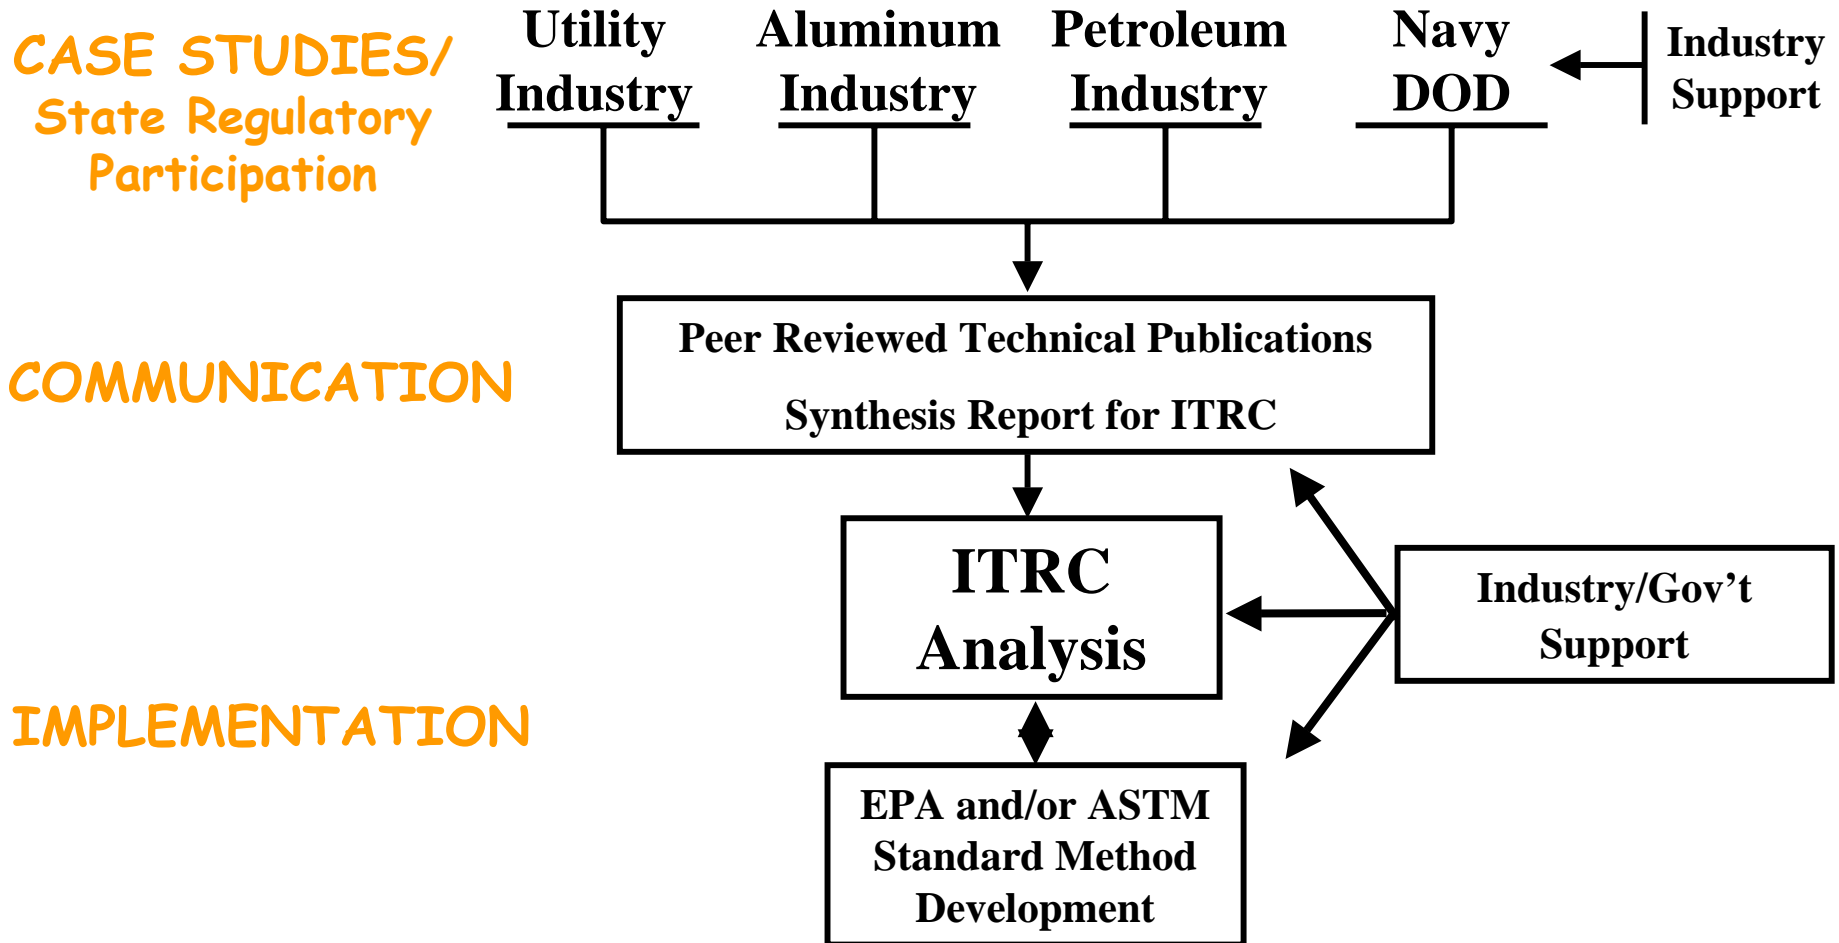 CASE STUDIES/
State Regulatory
Participation
Utility
Industry
Aluminum
Industry
Petroleum
Industry
Navy
DOD
Industry
Support
COMMUNICATION
Peer Reviewed Technical Publications
Synthesis Report for ITRC
ITRC
Analysis
Industry/Gov’t
Support
IMPLEMENTATION
EPA and/or ASTM
Standard Method
Development